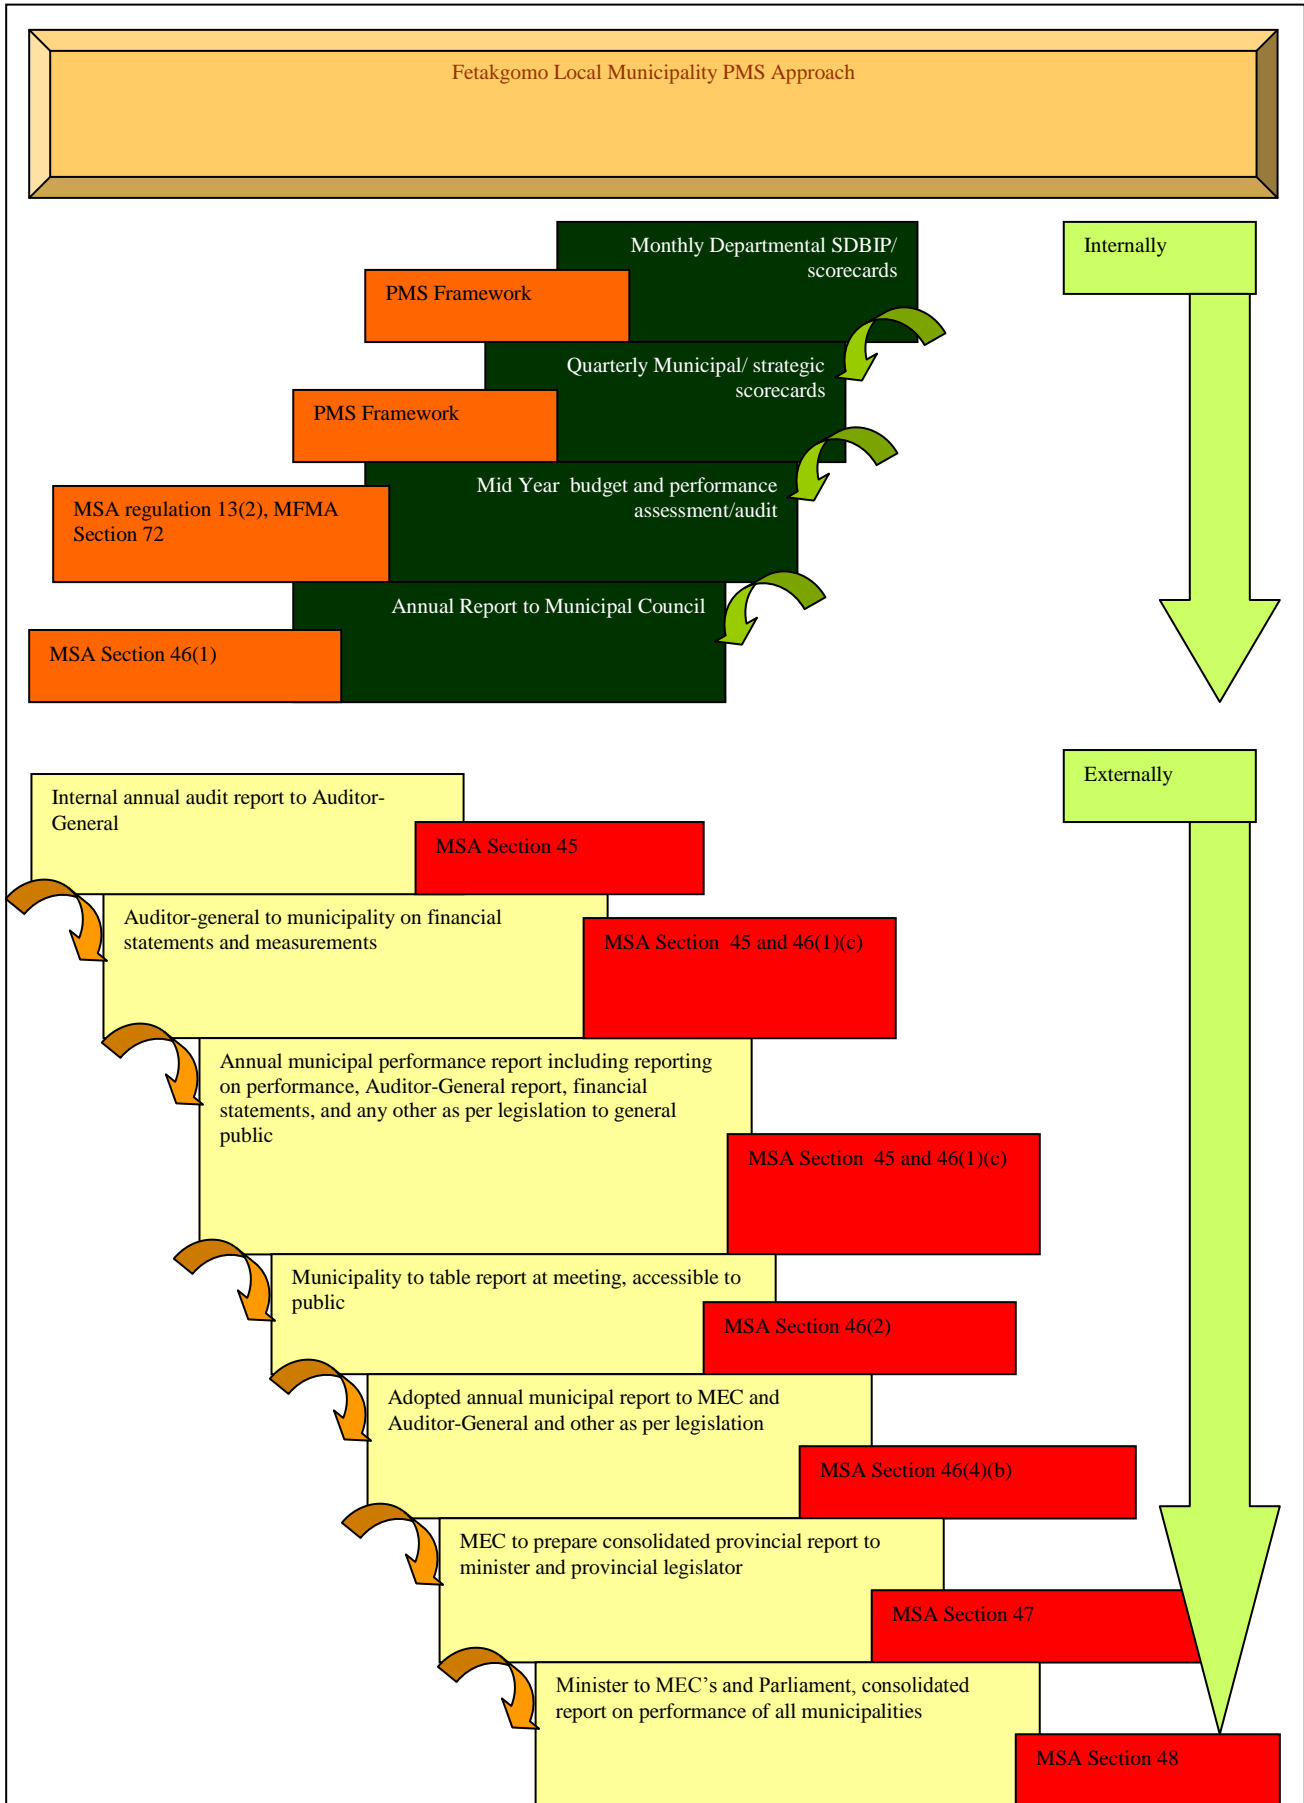 Fetakgomo Local Municipality PMS Approach
Monthly Departmental SDBIP/
scorecards
Internally
PMS Framework
Quarterly Municipal/ strategic
scorecards
PMS Framework
Mid Year  budget and performance
assessment/audit
MSA regulation 13(2), MFMA
Section 72
Annual Report to Municipal Council
MSA Section 46(1)
Externally
Internal annual audit report to Auditor-
General
MSA Section 45
Auditor-general to municipality on financial
statements and measurements
MSA Section  45 and 46(1)(c)
Annual municipal performance report including reporting
on performance, Auditor-General report, financial
statements, and any other as per legislation to general
public
MSA Section  45 and 46(1)(c)
Municipality to table report at meeting, accessible to
public
MSA Section 46(2)
Adopted annual municipal report to MEC and
Auditor-General and other as per legislation
MSA Section 46(4)(b)
MEC to prepare consolidated provincial report to
minister and provincial legislator
MSA Section 47
Minister to MEC’s and Parliament, consolidated
report on performance of all municipalities
MSA Section 48